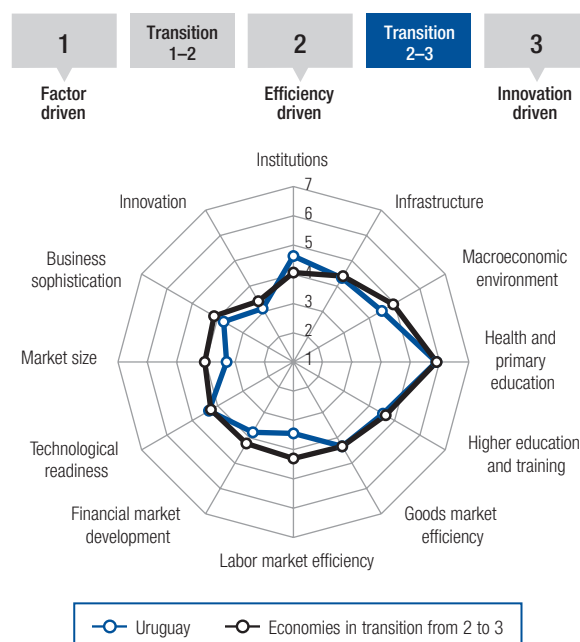 1
Transition
1–2
2
Transition
2–3
3
Factor
driven
Efficiency
driven
Innovation
driven
Institutions
7
6
5
4
3
2
1
Infrastructure
Macroeconomic
environment
Health and
primary
education
Higher education
and training
Goods market
efficiency
Labor market efficiency
Financial market
development
Technological
readiness
Market size
Business
sophistication
Innovation
Uruguay
Economies in transition from 2 to 3